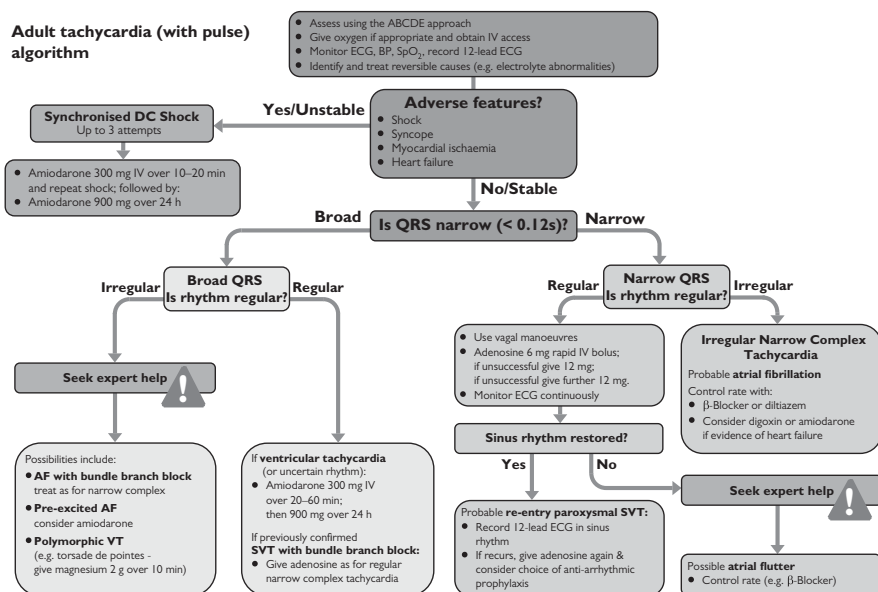 Adult tachycardia (with pulse)
algorithm
● Assess using the ABCDE approach
● Give oxygen if appropriate and obtain IV access
● Monitor ECG, BP, SpO₂, record 12-lead ECG
● Identify and treat reversible causes (e.g. electrolyte abnormalities)
Adverse features?
● Shock
● Syncope
● Myocardial ischaemia
● Heart failure
Yes/Unstable
Synchronised DC Shock
Up to 3 attempts
● Amiodarone 300 mg IV over 10–20 min
and repeat shock; followed by:
● Amiodarone 900 mg over 24 h
No/Stable
Is QRS narrow (< 0.12s)?
Broad
Narrow
Broad QRS
Is rhythm regular?
Irregular
Regular
Seek expert help !
Possibilities include:
● AF with bundle branch block
treat as for narrow complex
● Pre-excited AF
consider amiodarone
● Polymorphic VT
(e.g. torsade de pointes -
give magnesium 2 g over 10 min)
If ventricular tachycardia
(or uncertain rhythm):
● Amiodarone 300 mg IV
over 20–60 min;
then 900 mg over 24 h
If previously confirmed
SVT with bundle branch block:
● Give adenosine as for regular
narrow complex tachycardia
Narrow QRS
Is rhythm regular?
Regular
Irregular
● Use vagal manoeuvres
● Adenosine 6 mg rapid IV bolus;
if unsuccessful give 12 mg;
if unsuccessful give further 12 mg.
● Monitor ECG continuously
Irregular Narrow Complex
Tachycardia
Probable atrial fibrillation
Control rate with:
● β-Blocker or diltiazem
● Consider digoxin or amiodarone
if evidence of heart failure
Sinus rhythm restored?
Yes
No
Probable re-entry paroxysmal SVT:
● Record 12-lead ECG in sinus
rhythm
● If recurs, give adenosine again &
consider choice of anti-arrhythmic
prophylaxis
Seek expert help !
Possible atrial flutter
● Control rate (e.g. β-Blocker)